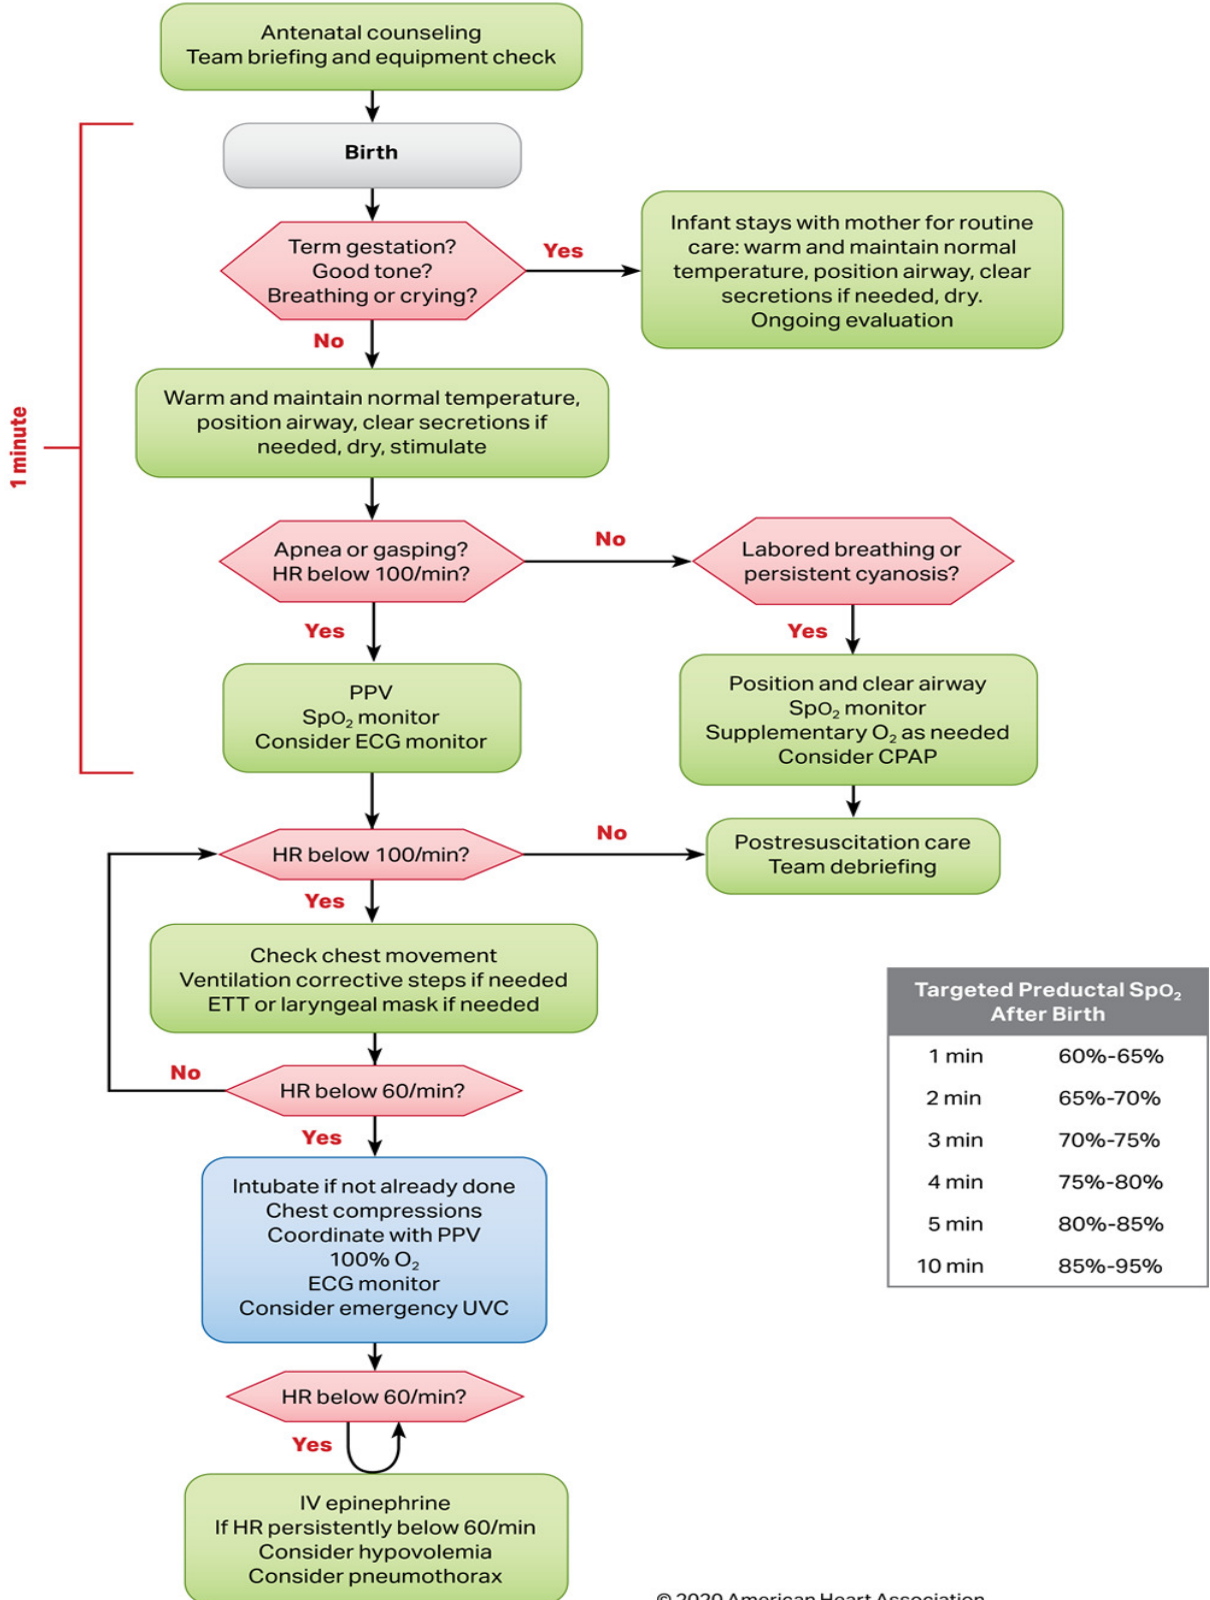 Antenatal counseling
Team briefing and equipment check
Birth
Term gestation?
Good tone?
Breathing or crying?
Yes
Infant stays with mother for routine
care: warm and maintain normal
temperature, position airway, clear
secretions if needed, dry.
Ongoing evaluation
No
Warm and maintain normal temperature,
position airway, clear secretions if
needed, dry, stimulate
1 minute
Apnea or gasping?
HR below 100/min?
No
Labored breathing or
persistent cyanosis?
Yes
Yes
PPV
SpO₂ monitor
Consider ECG monitor
Position and clear airway
SpO₂ monitor
Supplementary O₂ as needed
Consider CPAP
HR below 100/min?
No
Postresuscitation care
Team debriefing
Yes
Check chest movement
Ventilation corrective steps if needed
ETT or laryngeal mask if needed
HR below 60/min?
No
Yes
Intubate if not already done
Chest compressions
Coordinate with PPV
100% O₂
ECG monitor
Consider emergency UVC
HR below 60/min?
Yes
IV epinephrine
If HR persistently below 60/min
Consider hypovolemia
Consider pneumothorax
Targeted Preductal SpO₂
After Birth
1 min 60%-65%
2 min 65%-70%
3 min 70%-75%
4 min 75%-80%
5 min 80%-85%
10 min 85%-95%
© 2020 American Heart Association